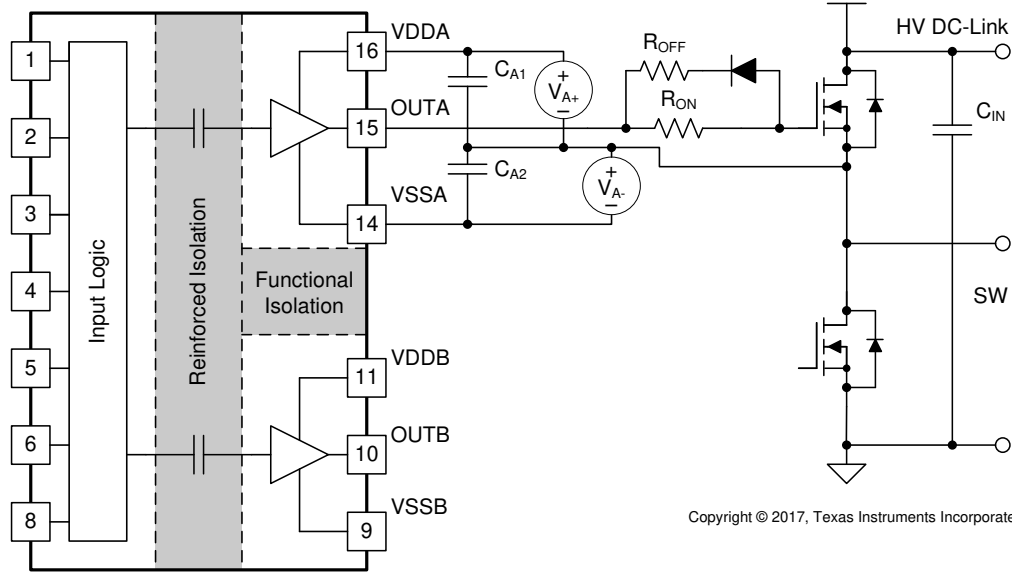 1
2
3
4
5
6
8
Input Logic
Reinforced Isolation
Functional
Isolation
16
15
14
11
10
9
VDDA
OUTA
VSSA
VDDB
OUTB
VSSB
CA1
CA2
+
VA+
−
+
VA-
−
ROFF
RON
HV DC-Link
CIN
SW
Copyright © 2017, Texas Instruments Incorporate